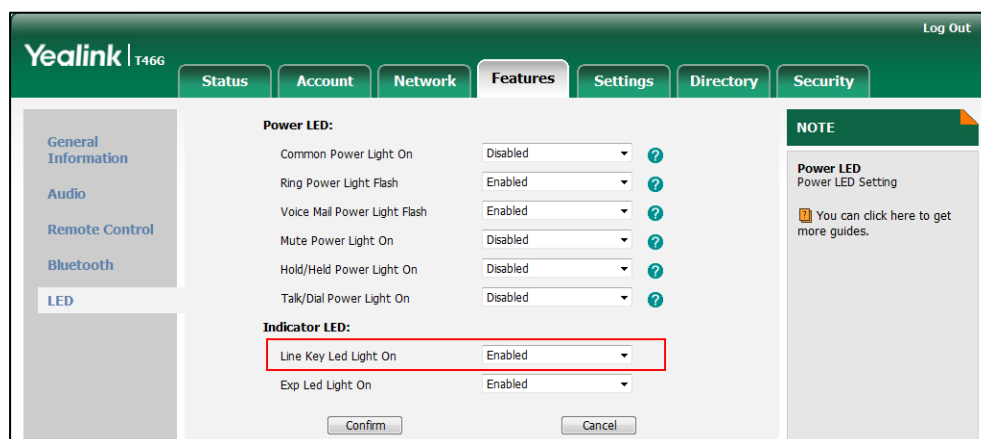 Log Out
Yealink T46G
Status Account Network Features Settings Directory Security
General
Information
Audio
Remote Control
Bluetooth
LED
Power LED:
Common Power Light On Disabled ?
Ring Power Light Flash Enabled ?
Voice Mail Power Light Flash Enabled ?
Mute Power Light On Disabled ?
Hold/Held Power Light On Disabled ?
Talk/Dial Power Light On Disabled ?
Indicator LED:
Line Key Led Light On Enabled
Exp Led Light On Enabled
Confirm Cancel
NOTE
Power LED
Power LED Setting
? You can click here to get
more guides.